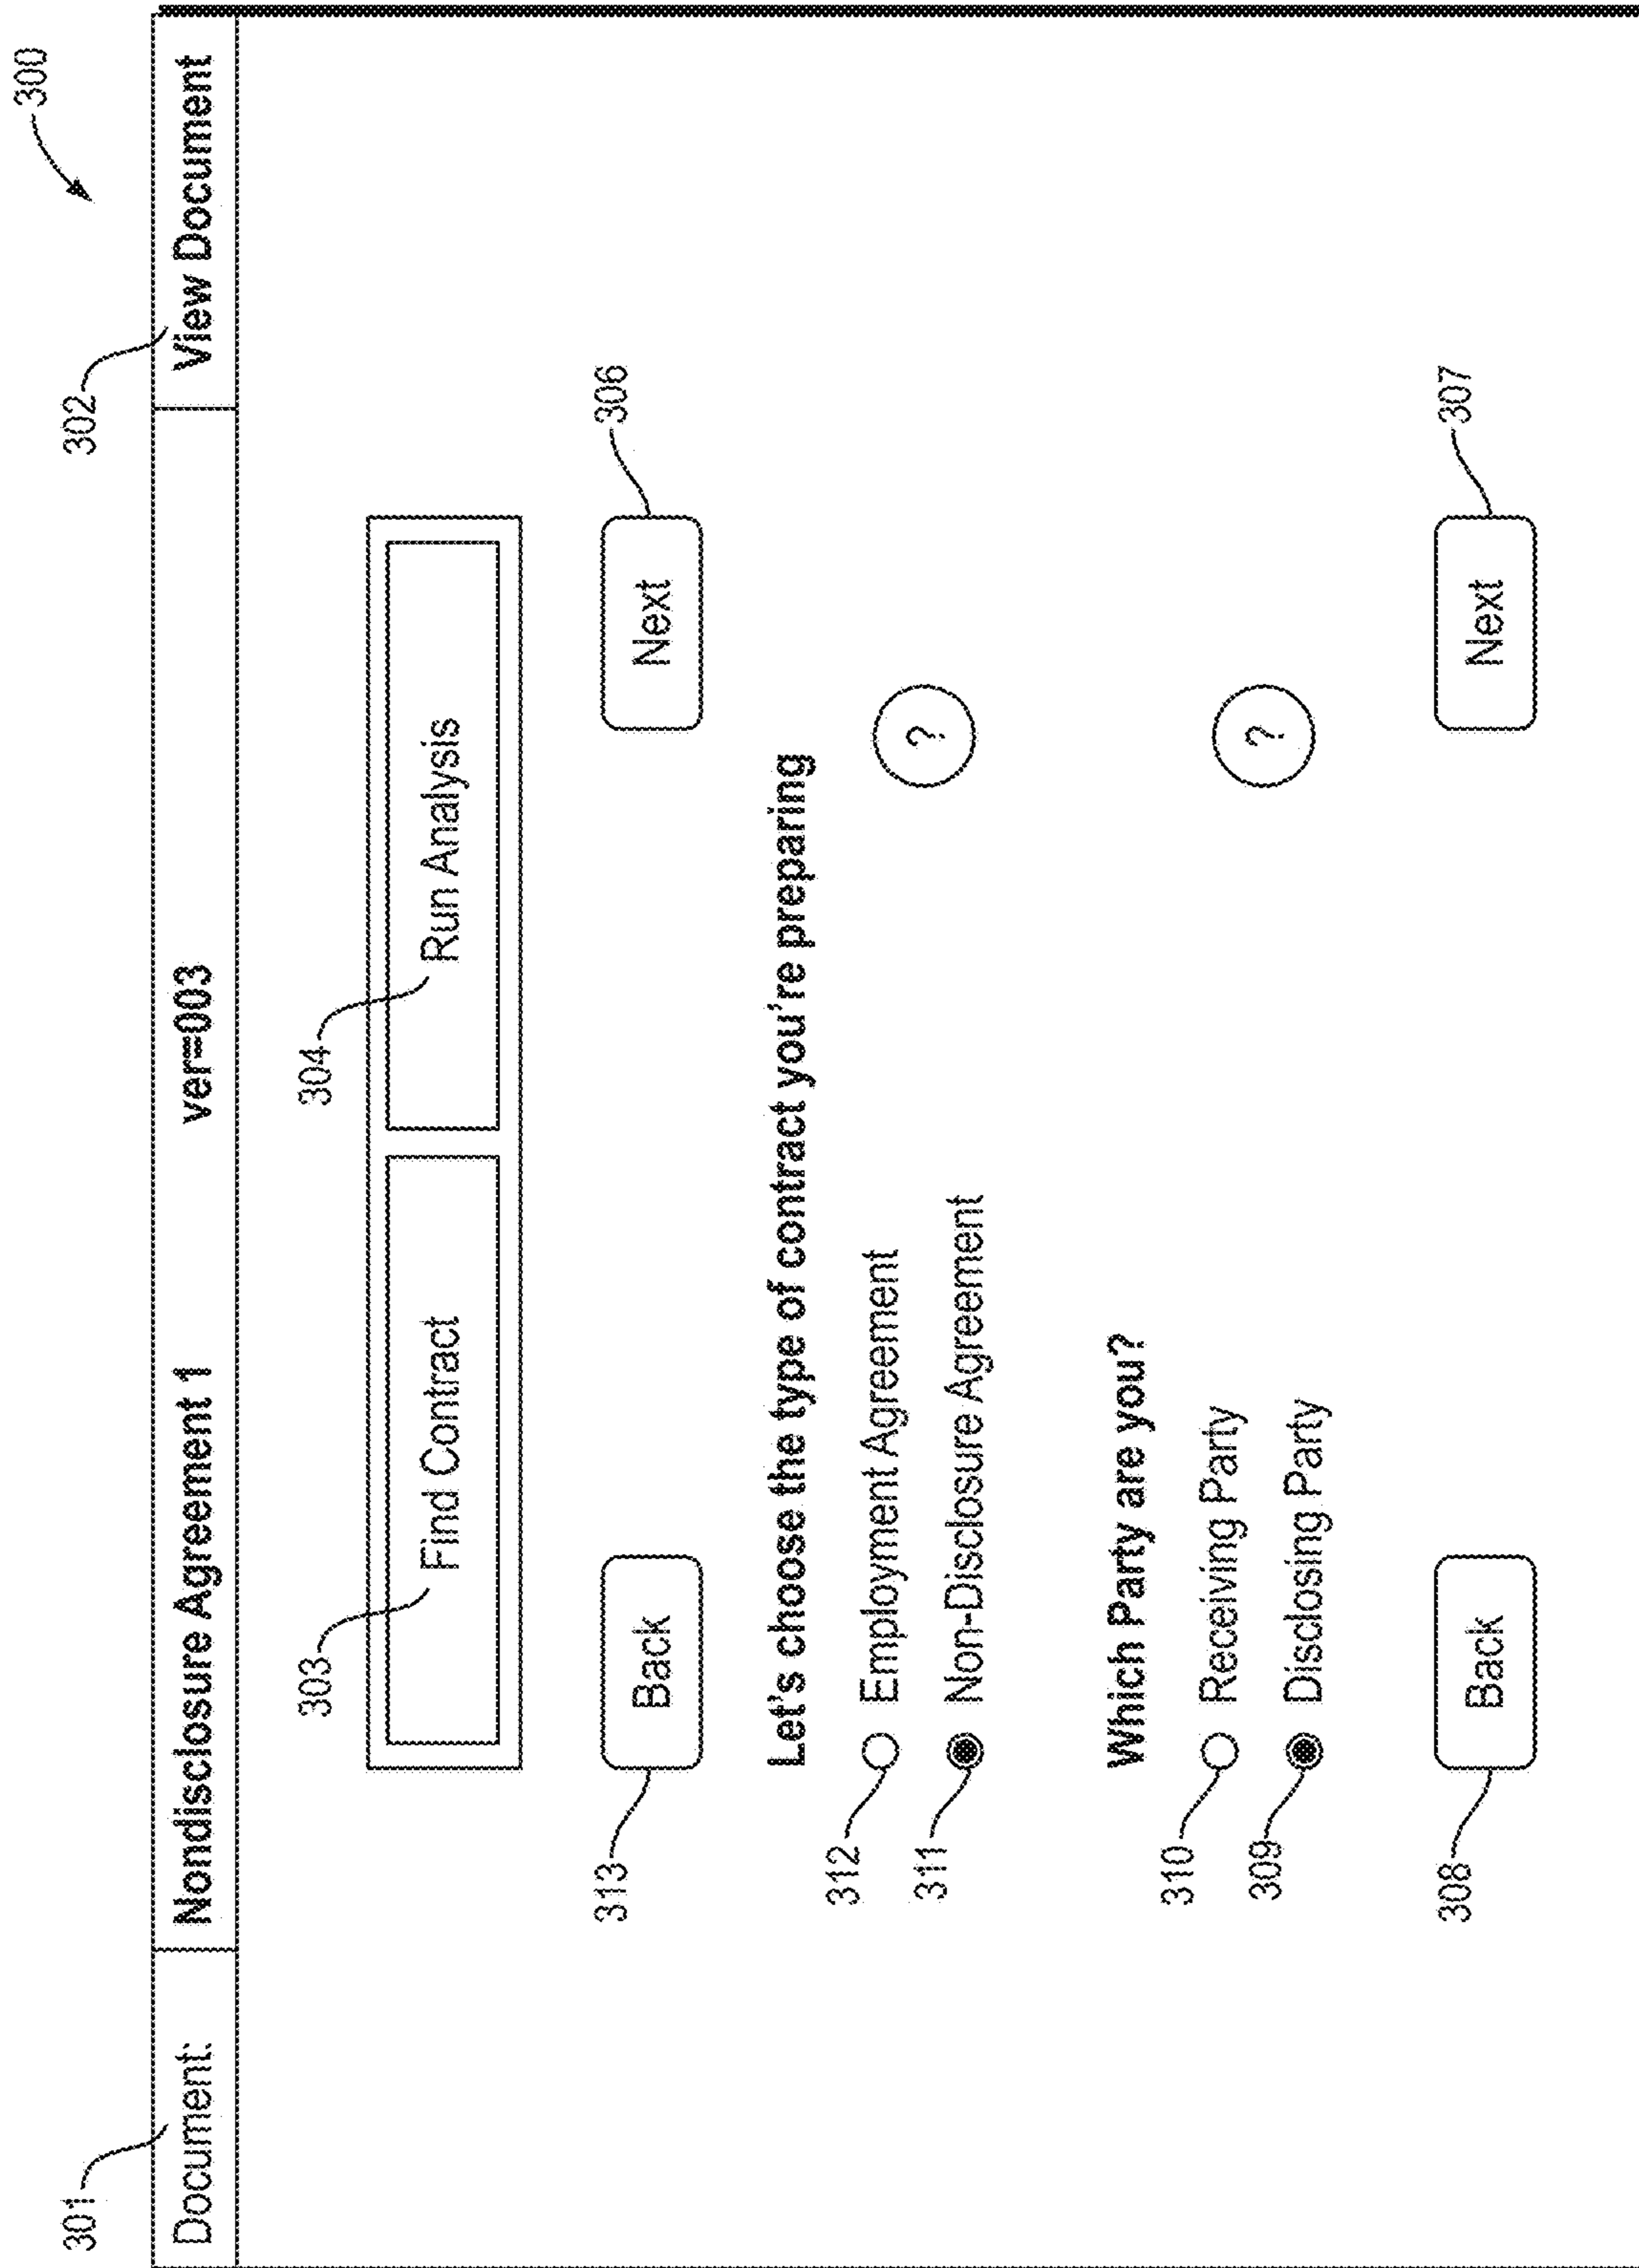 300
301 302
Document: Nondisclosure Agreement 1 ver=003 View Document
303 304
Find Contract Run Analysis
313 Back Next 306
Let's choose the type of contract you're preparing
312 Employment Agreement
?
311 Non-Disclosure Agreement
Which Party are you?
310 Receiving Party
?
309 Disclosing Party
308 Back Next 307